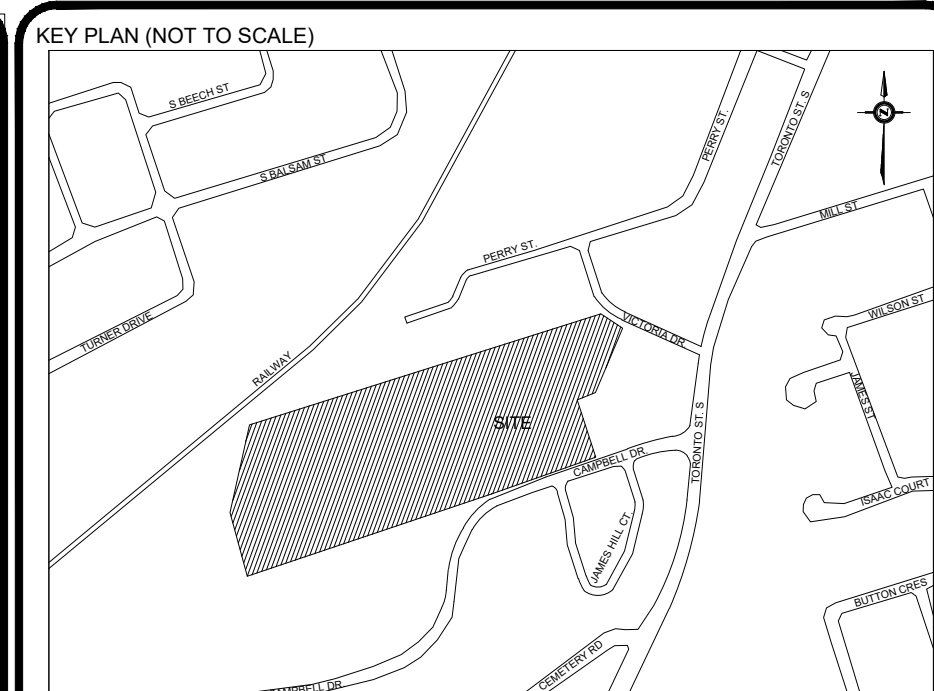 KEY PLAN (NOT TO SCALE)
S BEECH ST
S BALSAM ST
PERRY ST.
TORONTO ST. S
Z
MILL ST
PERRY ST.
WILSON ST
TURNER DRIVE
VICTORIA DR
RAILWAY
JAMES ST
SITE
TORONTO ST. S
CAMPBELL DR.
ISAAC COURT
JAMES HILL CT.
BUTTON CRES
CEMETERY RD
CAMPBELL DR